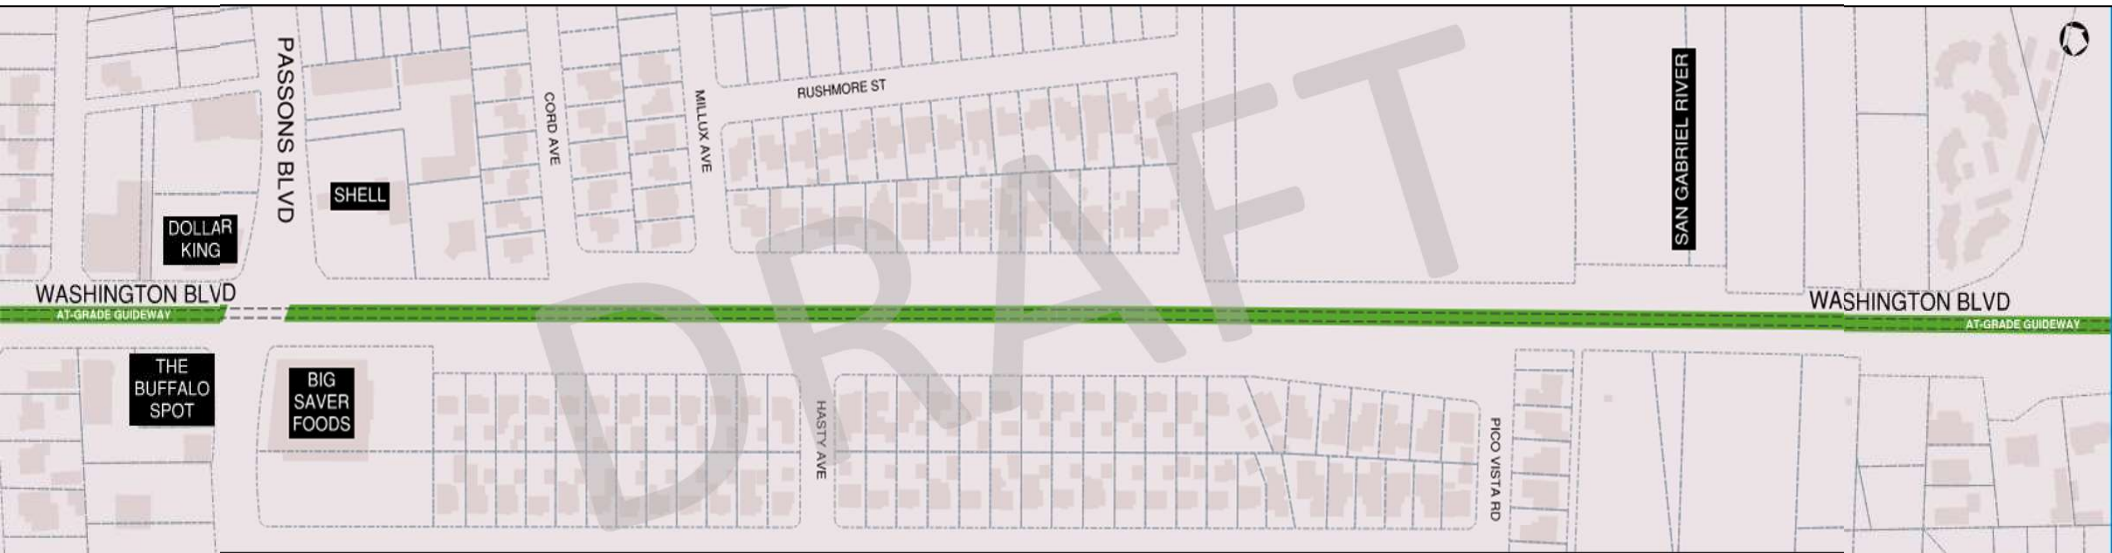 PASSONS BLVD
CORD AVE
MILLUX AVE
RUSHMORE ST
SAN GABRIEL RIVER
SHELL
DOLLAR
KING
WASHINGTON BLVD
AT-GRADE GUIDEWAY
WASHINGTON BLVD
AT-GRADE GUIDEWAY
THE
BUFFALO
SPOT
BIG
SAVER
FOODS
HASTY AVE
PICO VISTA RD
DRAFT